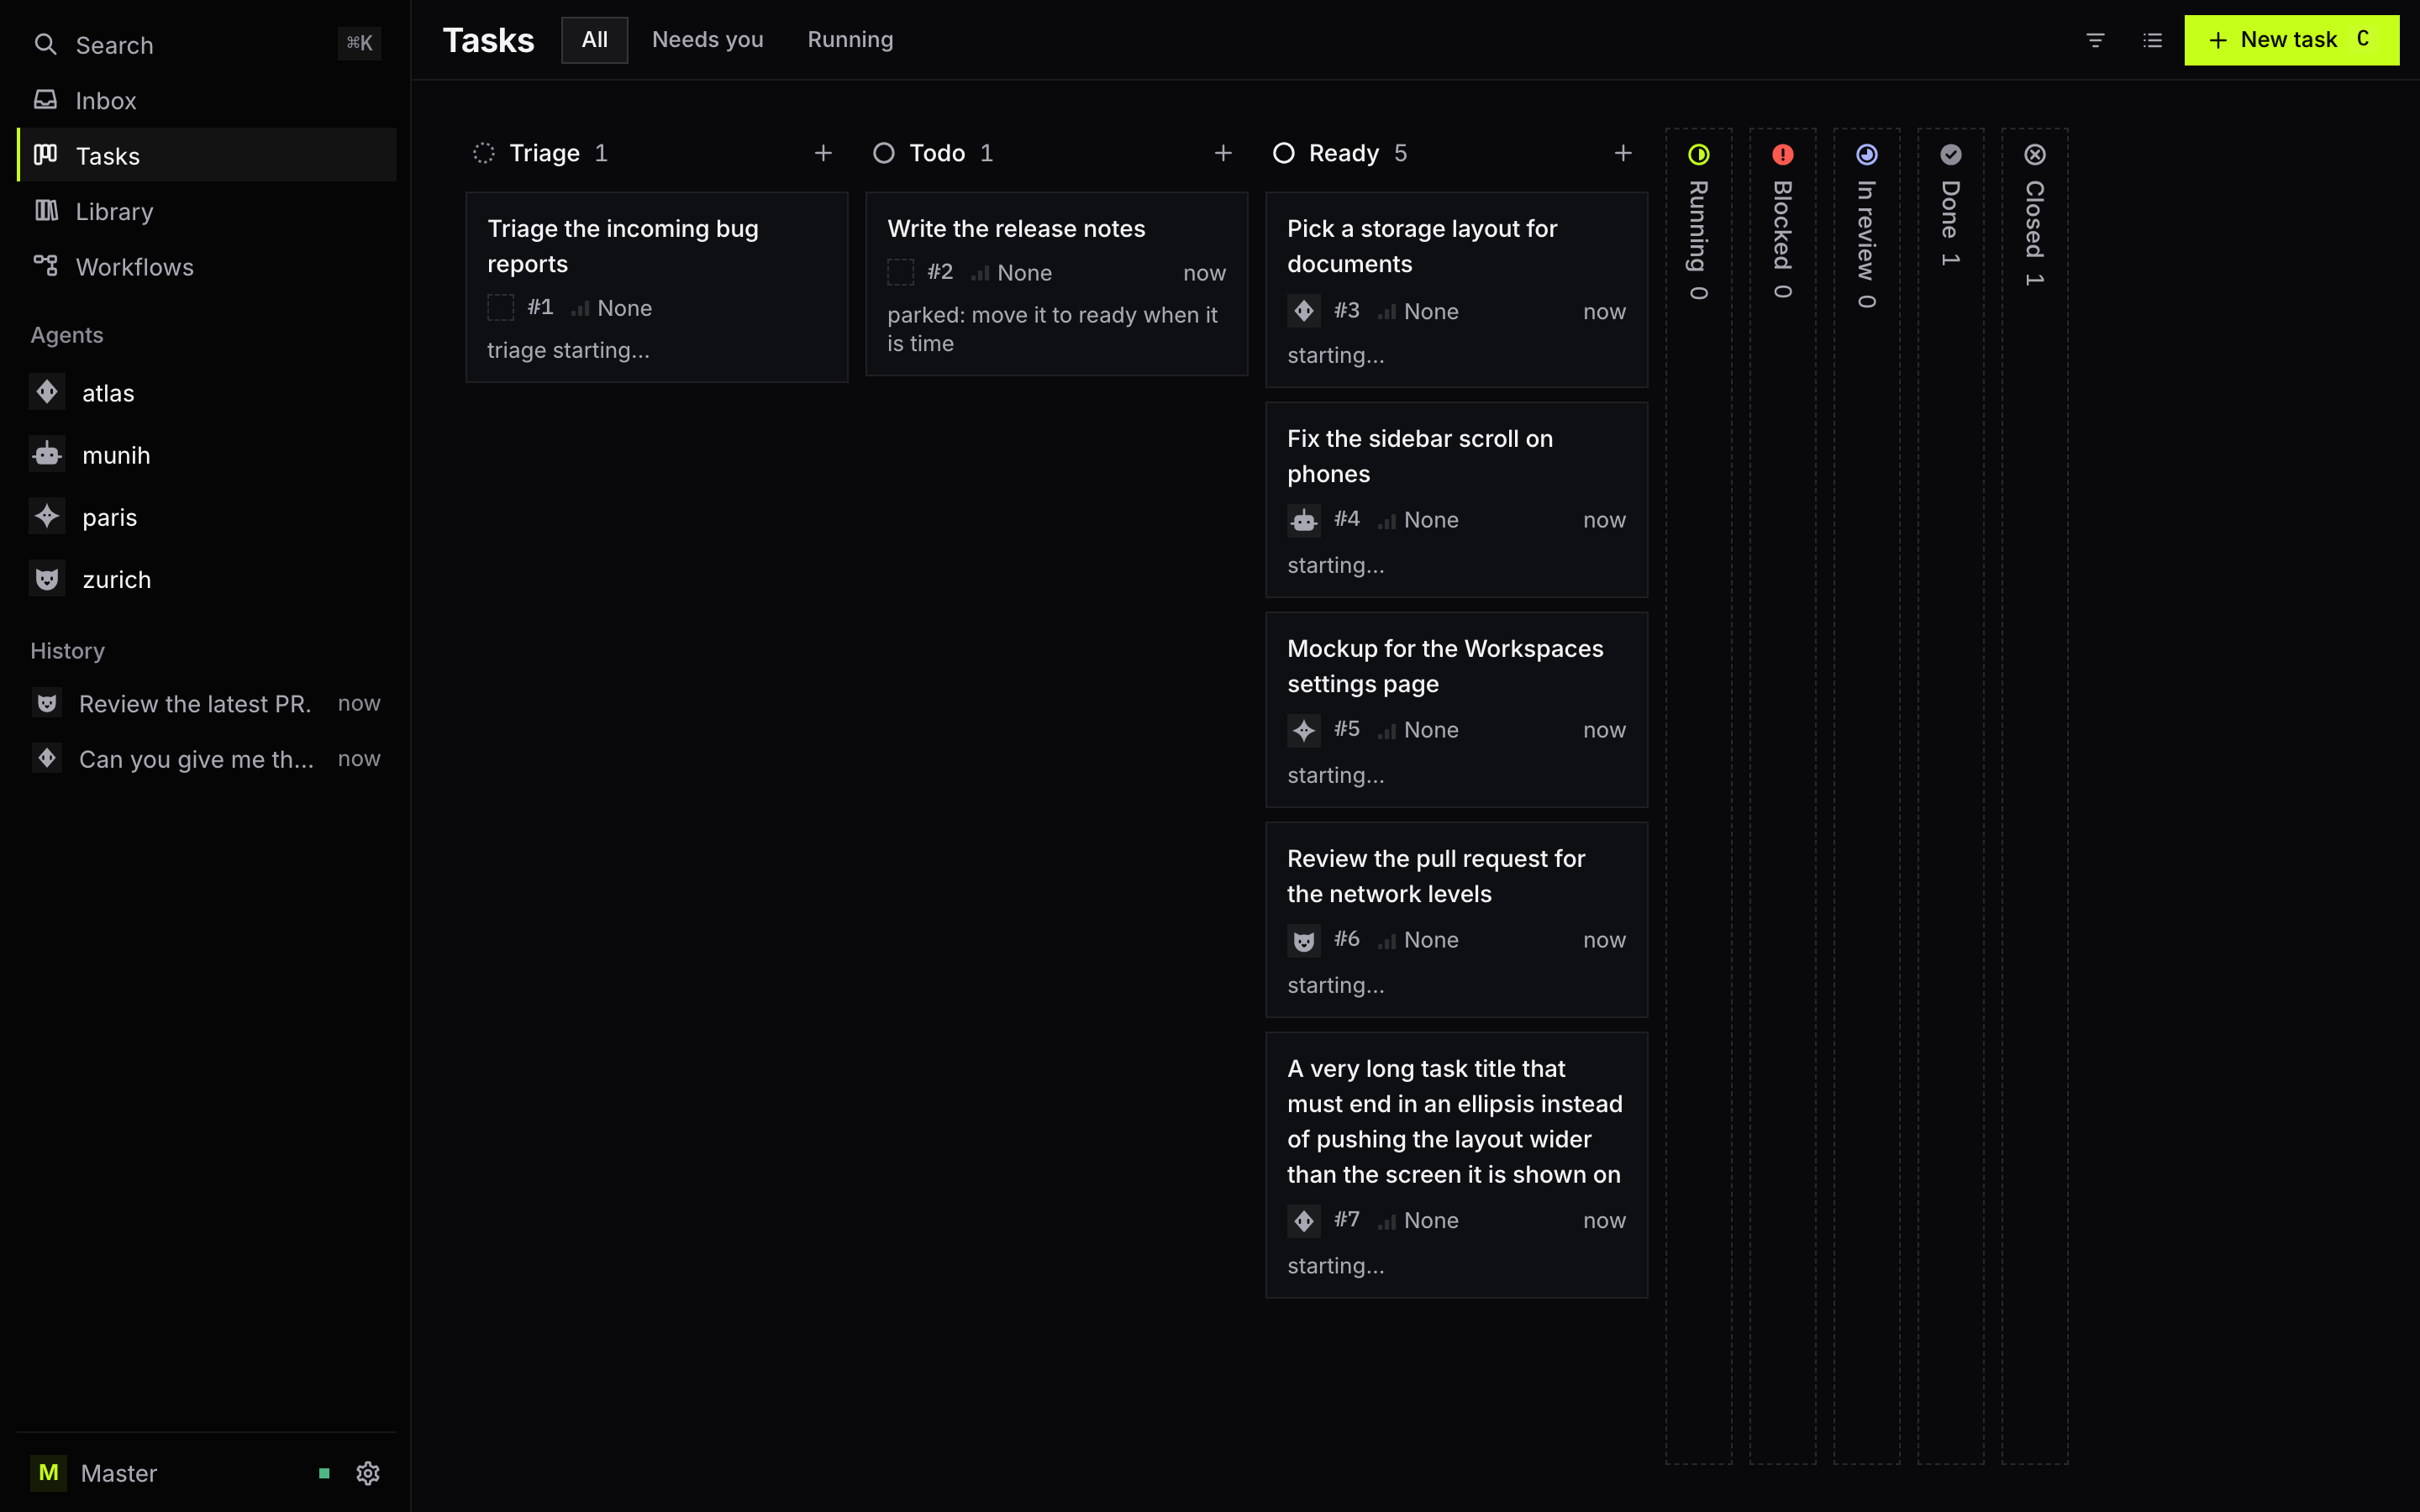 Search ⌘K
Inbox
Tasks
Library
Workflows
Agents
atlas
munih
paris
zurich
History
Review the latest PR. now
Can you give me th... now
M Master
Tasks All Needs you Running
New task C
Triage 1
Triage the incoming bug
reports
#1 None
triage starting...
Todo 1
Write the release notes
#2 None now
parked: move it to ready when it
is time
Ready 5
Pick a storage layout for
documents
#3 None now
starting...
Fix the sidebar scroll on
phones
#4 None now
starting...
Mockup for the Workspaces
settings page
#5 None now
starting...
Review the pull request for
the network levels
#6 None now
starting...
A very long task title that
must end in an ellipsis instead
of pushing the layout wider
than the screen it is shown on
#7 None now
starting...
Running 0
Blocked 0
In review 0
Done 1
Closed 1